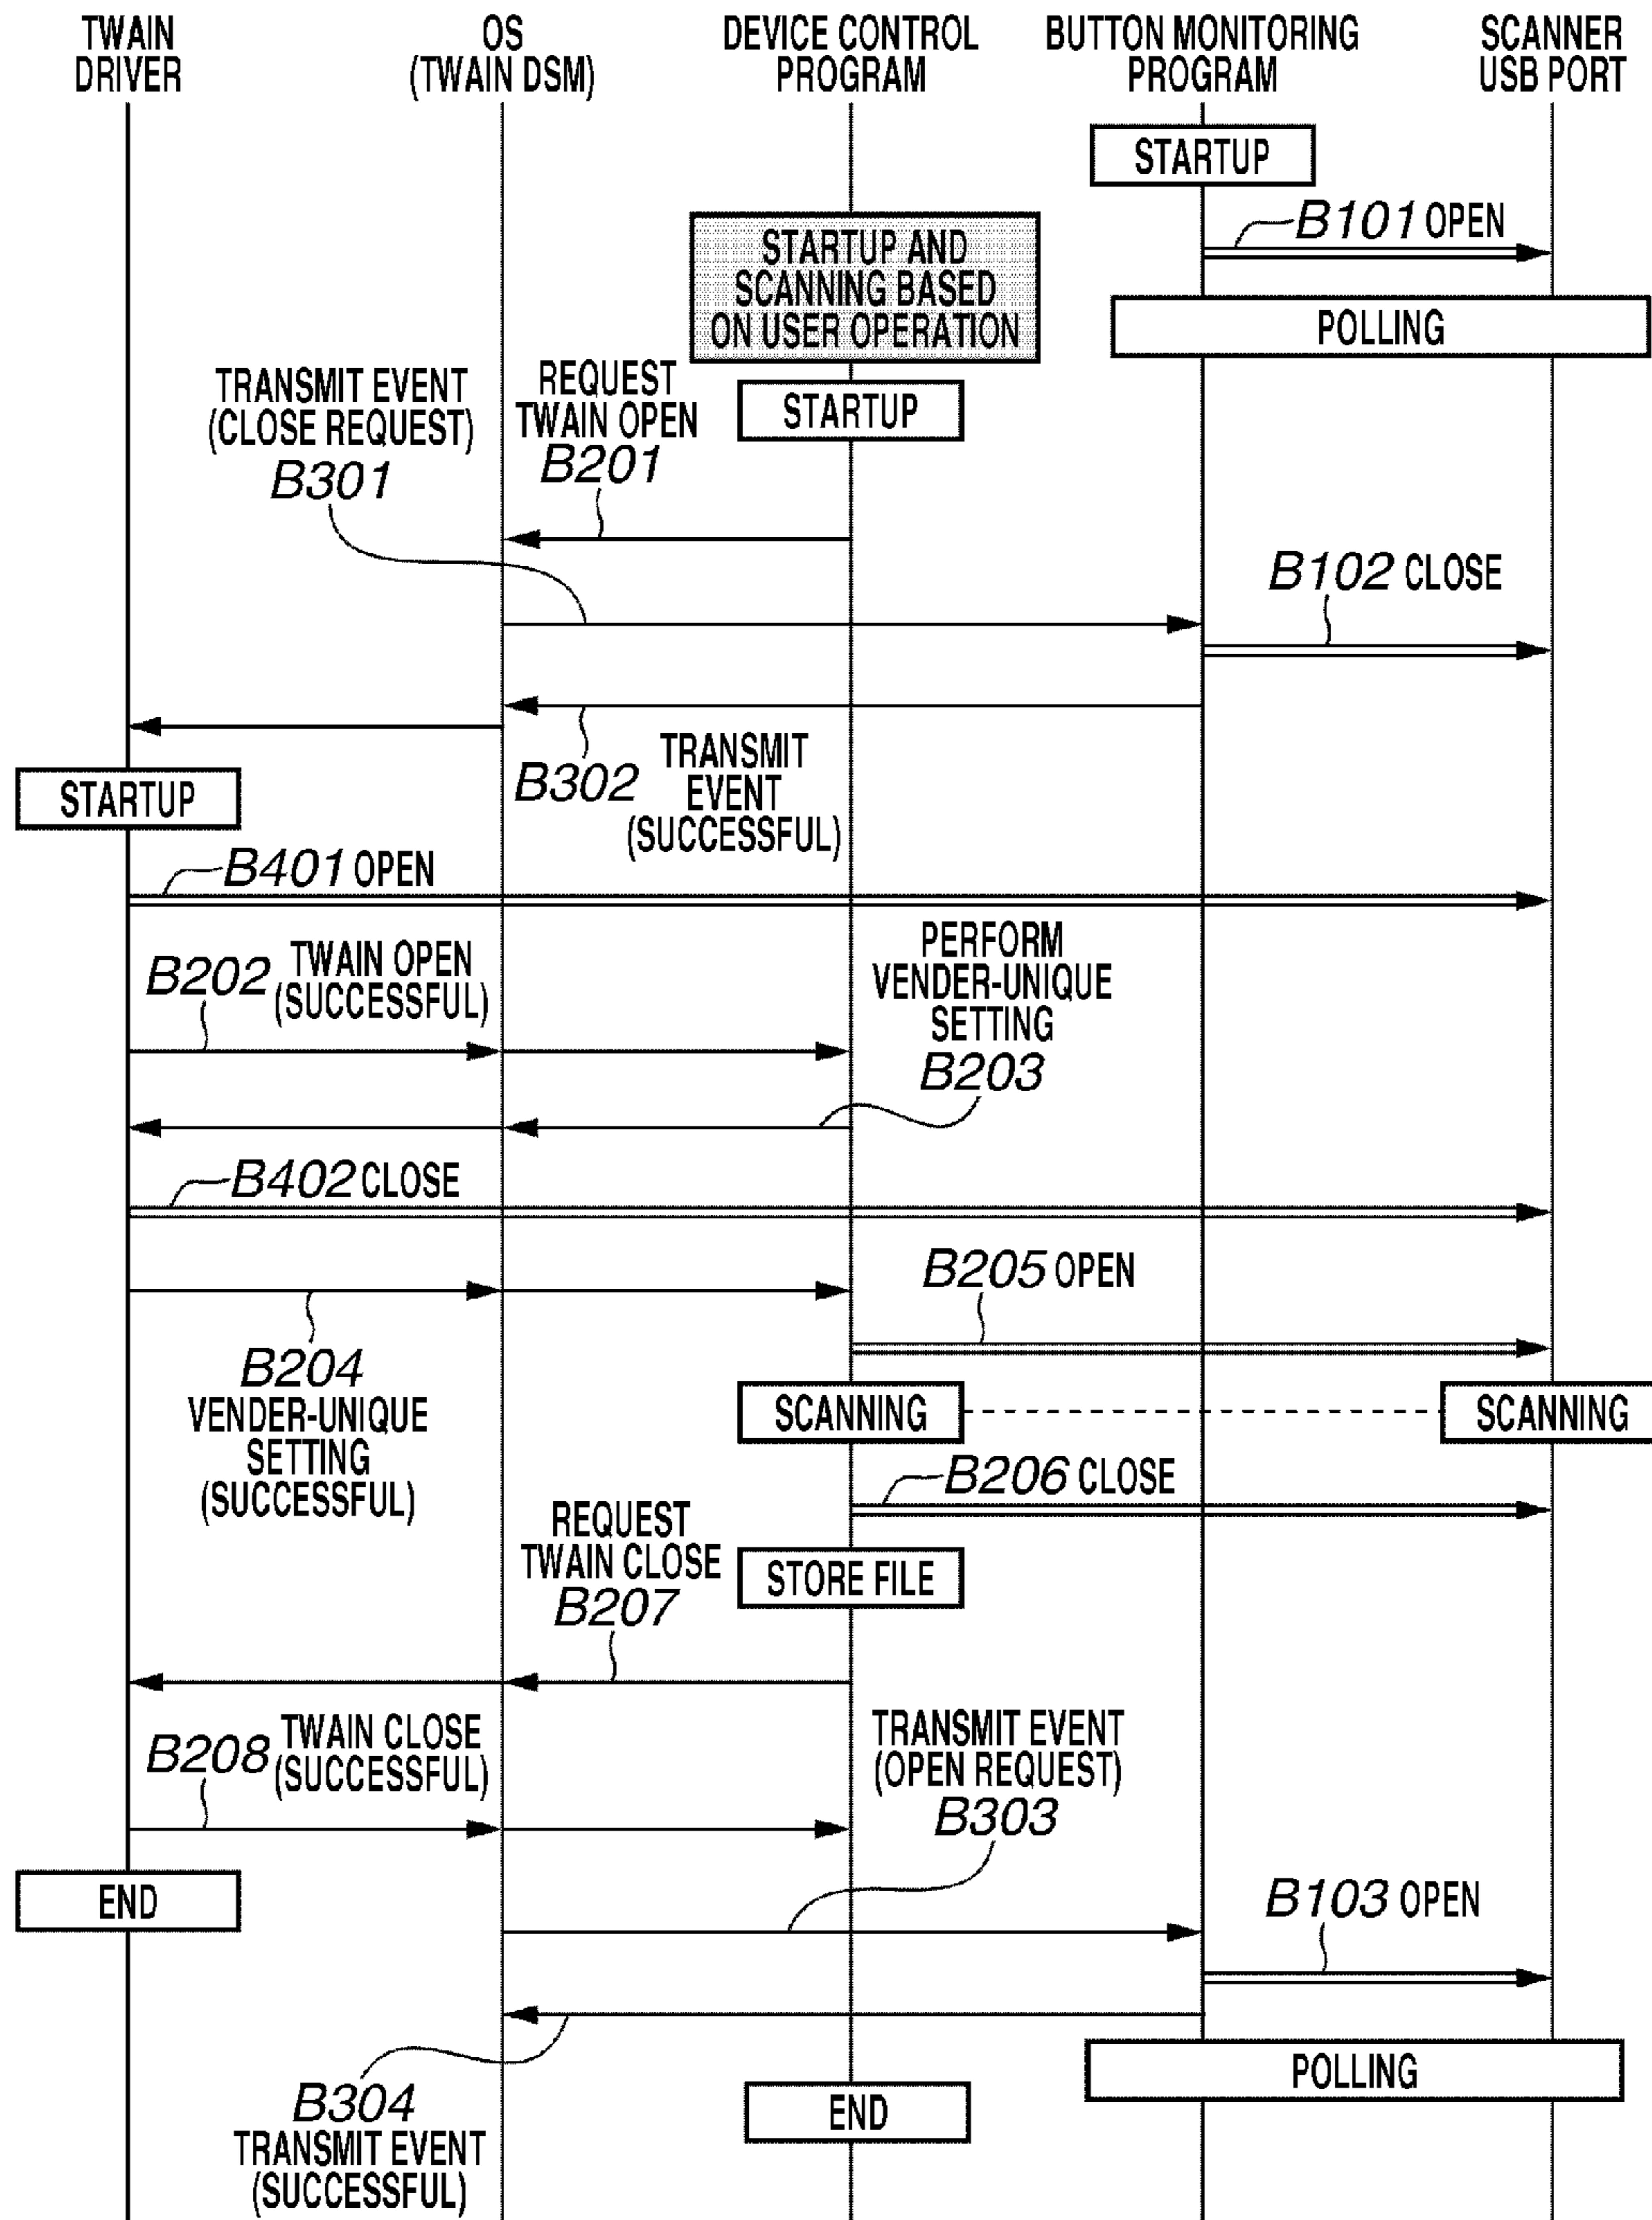 TWAIN
DRIVER
OS
(TWAIN DSM)
DEVICE CONTROL
PROGRAM
BUTTON MONITORING
PROGRAM
SCANNER
USB PORT
STARTUP
B101 OPEN
STARTUP AND
SCANNING BASED
ON USER OPERATION
POLLING
STARTUP
TRANSMIT EVENT
(CLOSE REQUEST)
B301
REQUEST
TWAIN OPEN
B201
B102 CLOSE
B302
TRANSMIT
EVENT
(SUCCESSFUL)
STARTUP
B401 OPEN
B202 TWAIN OPEN
(SUCCESSFUL)
PERFORM
VENDER-UNIQUE
SETTING
B203
B402 CLOSE
B204
VENDER-UNIQUE
SETTING
(SUCCESSFUL)
B205 OPEN
SCANNING
SCANNING
B206 CLOSE
STORE FILE
REQUEST
TWAIN CLOSE
B207
B208 TWAIN CLOSE
(SUCCESSFUL)
TRANSMIT EVENT
(OPEN REQUEST)
B303
END
B103 OPEN
POLLING
B304
TRANSMIT EVENT
(SUCCESSFUL)
END